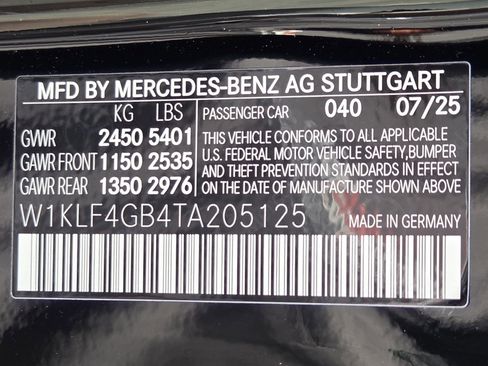 MFD BY MERCEDES-BENZ AG STUTTGART
KG LBS
PASSENGER CAR 040 07/25
GVWR 2450 5401
GAWR FRONT 1150 2535
GAWR REAR 1350 2976
THIS VEHICLE CONFORMS TO ALL APPLICABLE
U.S. FEDERAL MOTOR VEHICLE SAFETY,BUMPER
AND THEFT PREVENTION STANDARDS IN EFFECT
ON THE DATE OF MANUFACTURE SHOWN ABOVE
W1KLF4GB4TA205125 MADE IN GERMANY